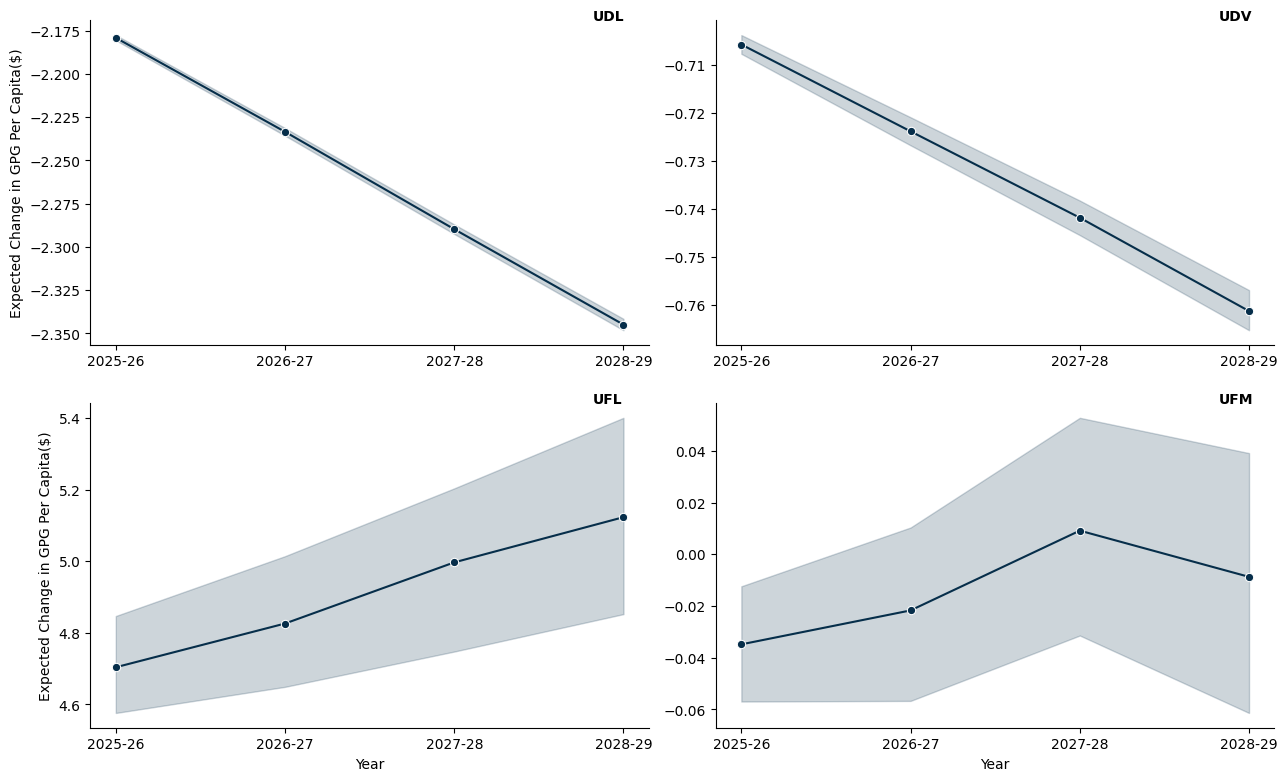 UDL
Expected Change in GPG Per Capita($)
−2.175
−2.200
−2.225
−2.250
−2.275
−2.300
−2.325
−2.350
2025-26 2026-27 2027-28 2028-29
UDV
−0.71
−0.72
−0.73
−0.74
−0.75
−0.76
2025-26 2026-27 2027-28 2028-29
UFL
Expected Change in GPG Per Capita($)
5.4
5.2
5.0
4.8
4.6
2025-26 2026-27 2027-28 2028-29
Year
UFM
0.04
0.02
0.00
−0.02
−0.04
−0.06
2025-26 2026-27 2027-28 2028-29
Year